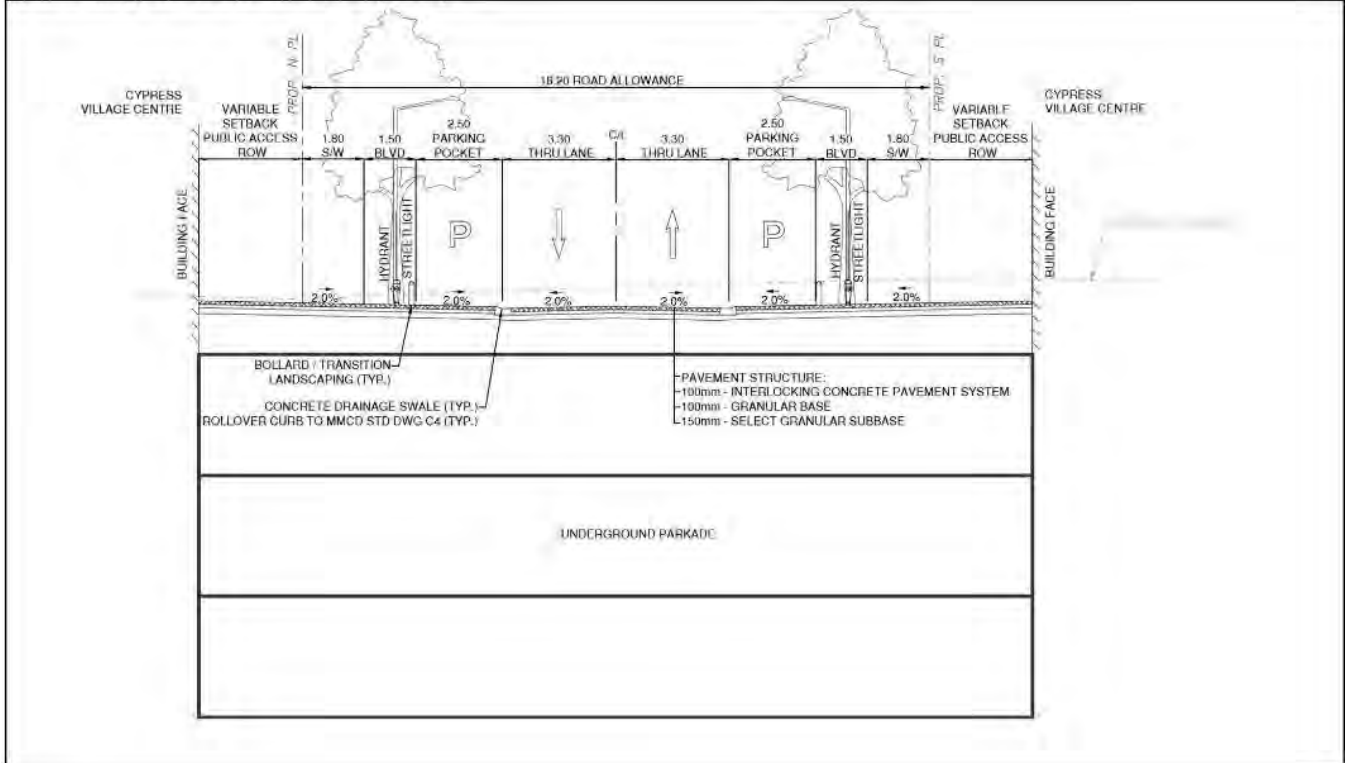 PROP. N. PL
PROP. S. PL
18.20 ROAD ALLOWANCE
CYPRESS
VILLAGE CENTRE
VARIABLE
SETBACK
PUBLIC ACCESS
ROW
1.80
S/W
1.50
BLVD
2.50
PARKING
POCKET
3.30
THRU LANE
C/L
3.30
THRU LANE
2.50
PARKING
POCKET
1.50
BLVD
1.80
S/W
VARIABLE
SETBACK
PUBLIC ACCESS
ROW
CYPRESS
VILLAGE CENTRE
BUILDING FACE
HYDRANT
STREETLIGHT
P
P
HYDRANT
STREETLIGHT
BUILDING FACE
2.0%
2.0%
2.0%
2.0%
2.0%
2.0%
BOLLARD / TRANSITION
LANDSCAPING (TYP.)
CONCRETE DRAINAGE SWALE (TYP.)
ROLLOVER CURB TO MMCD STD DWG C4 (TYP.)
PAVEMENT STRUCTURE:
100mm - INTERLOCKING CONCRETE PAVEMENT SYSTEM
100mm - GRANULAR BASE
150mm - SELECT GRANULAR SUBBASE
UNDERGROUND PARKADE